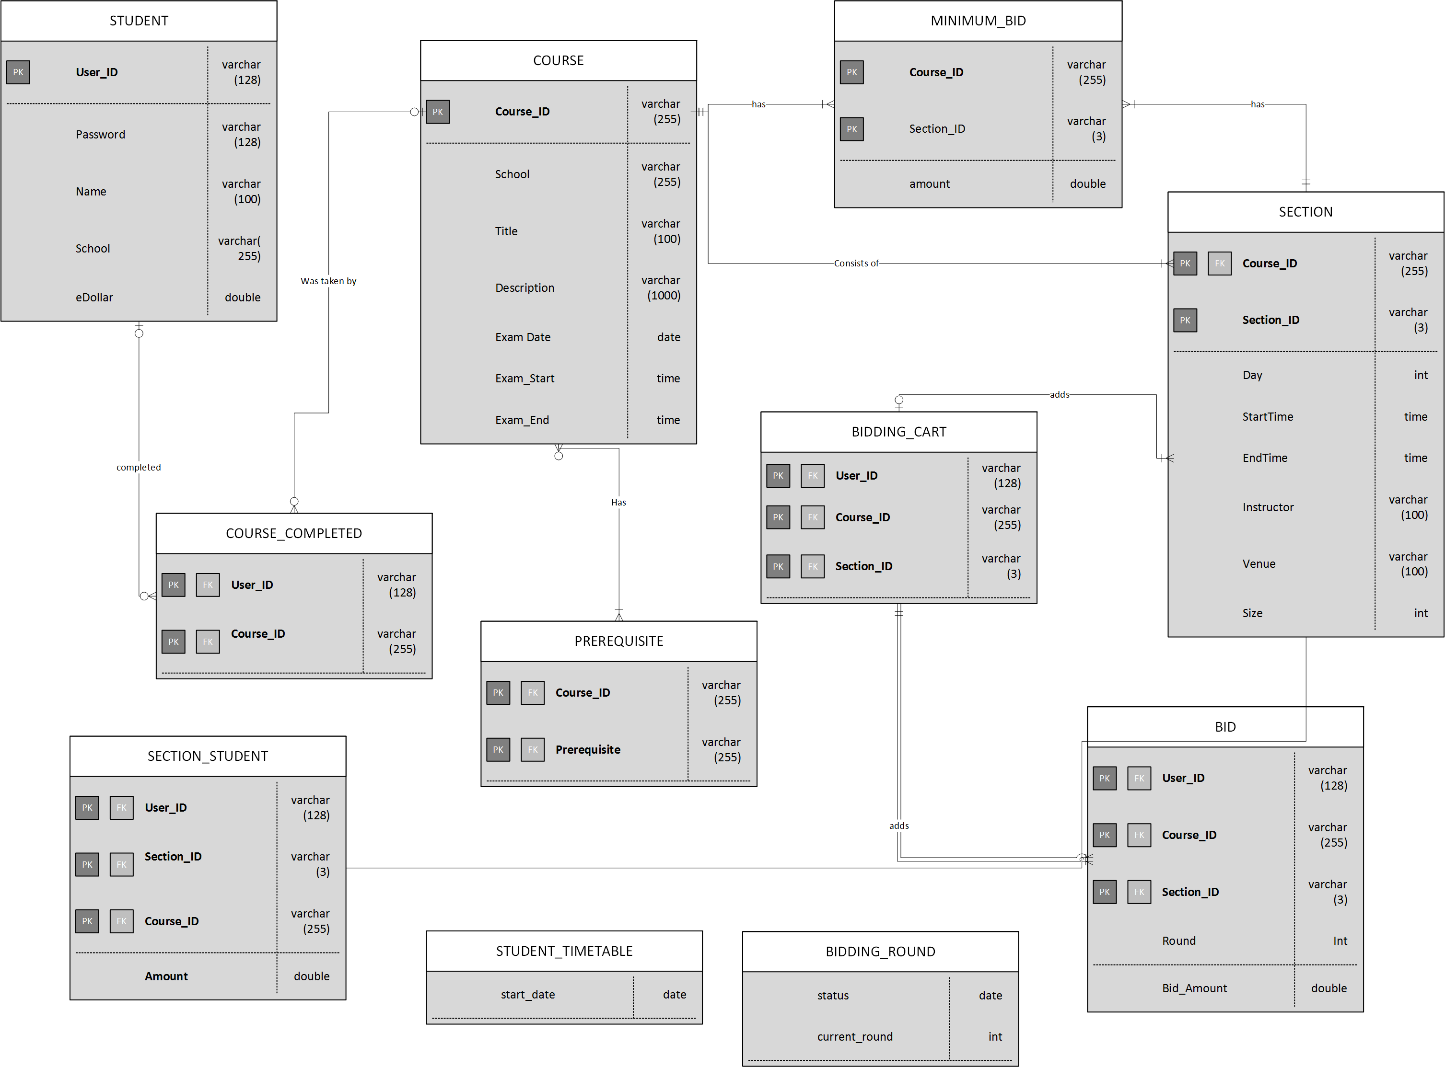 STUDENT
PK
User_ID
varchar
(128)
Password
varchar
(128)
Name
varchar
(100)
School
varchar(
255)
eDollar
double
COURSE
PK
Course_ID
varchar
(255)
School
varchar
(255)
Title
varchar
(100)
Description
varchar
(1000)
Exam Date
date
Exam_Start
time
Exam_End
time
MINIMUM_BID
PK
Course_ID
varchar
(255)
PK
Section_ID
varchar
(3)
amount
double
has
has
SECTION
PK
FK
Course_ID
varchar
(255)
PK
Section_ID
varchar
(3)
Day
int
StartTime
time
EndTime
time
Instructor
varchar
(100)
Venue
varchar
(100)
Size
int
Consists of
Was taken by
adds
BIDDING_CART
PK
FK
User_ID
varchar
(128)
PK
FK
Course_ID
varchar
(255)
PK
FK
Section_ID
varchar
(3)
completed
Has
COURSE_COMPLETED
PK
FK
User_ID
varchar
(128)
PK
FK
Course_ID
varchar
(255)
PREREQUISITE
PK
FK
Course_ID
varchar
(255)
PK
FK
Prerequisite
varchar
(255)
SECTION_STUDENT
PK
FK
User_ID
varchar
(128)
PK
FK
Section_ID
varchar
(3)
PK
FK
Course_ID
varchar
(255)
Amount
double
adds
BID
PK
FK
User_ID
varchar
(128)
PK
FK
Course_ID
varchar
(255)
PK
FK
Section_ID
varchar
(3)
Round
Int
Bid_Amount
double
STUDENT_TIMETABLE
start_date
date
BIDDING_ROUND
status
date
current_round
int